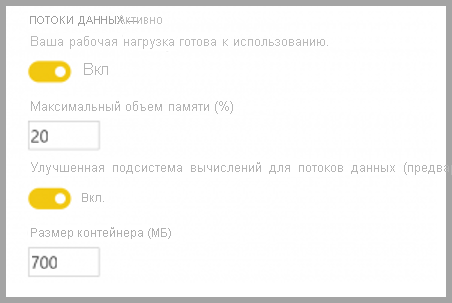 ПОТОКИ ДАННЫХ—Активно
Ваша рабочая нагрузка готова к использованию.
Вкл
Максимальный объем памяти (%)
20
Улучшенная подсистема вычислений для потоков данных (предва
Вкл.
Размер контейнера (МБ)
700